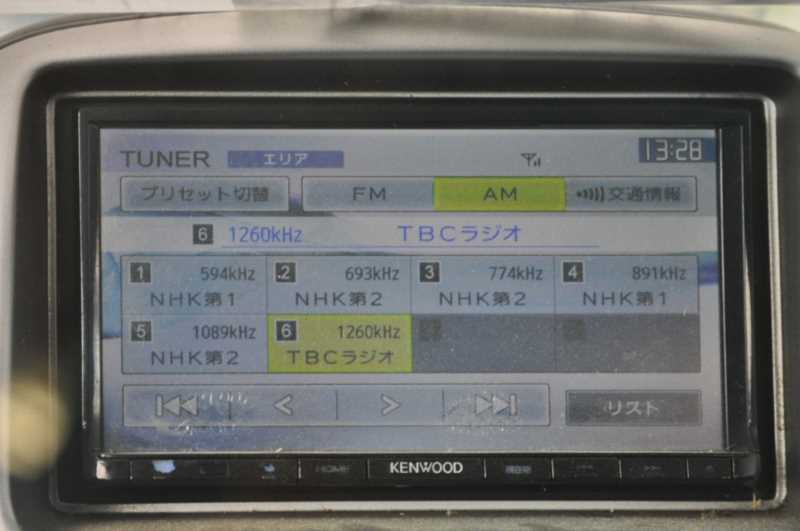 TUNER エリア 13:28
プリセット切替 FM AM 交通情報
6 1260kHz TBCラジオ
1 594kHz 2 693kHz 3 774kHz 4 891kHz
NHK第1 NHK第2 NHK第2 NHK第1
5 1089kHz 6 1260kHz
NHK第2 TBCラジオ
リスト
HOME KENWOOD